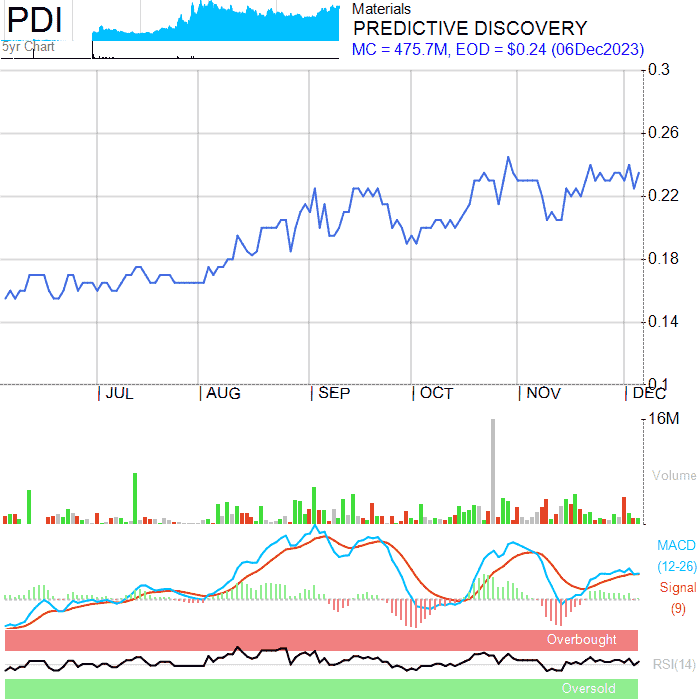 PDI
5yr Chart
Materials
PREDICTIVE DISCOVERY
MC = 475.7M, EOD = $0.24 (06Dec2023)
0.3
0.26
0.22
0.18
0.14
0.1
JUL AUG SEP OCT NOV DEC
16M
Volume
MACD
(12-26)
Signal
(9)
Overbought
RSI(14)
Oversold